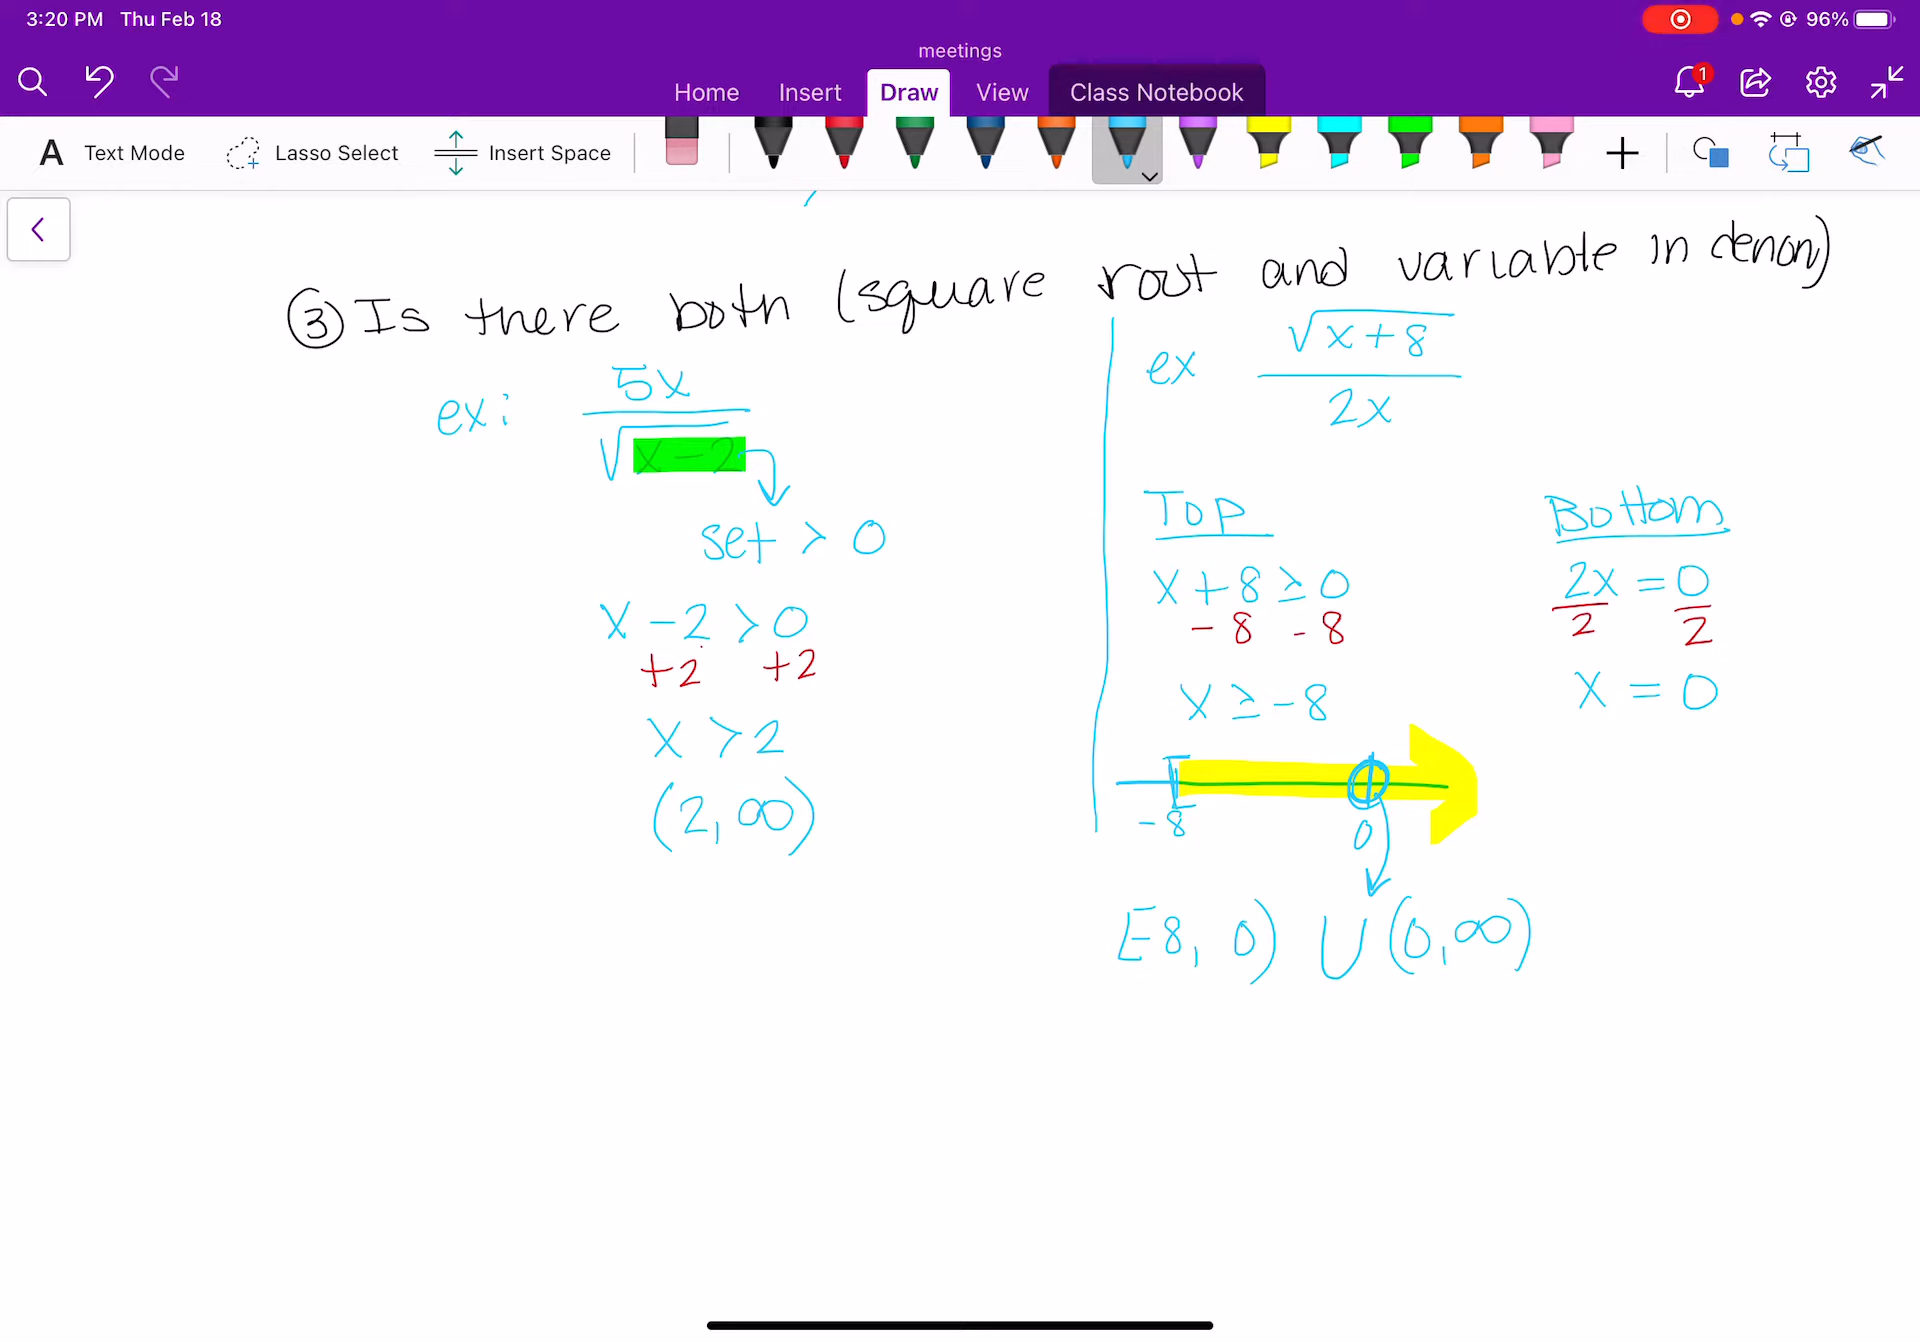 3:20 PM Thu Feb 18
96%
meetings
Home Insert Draw View Class Notebook
1
A Text Mode Lasso Select Insert Space
③ Is there both (square root and variable in denom)
ex: 5x
√x-2
set > 0
x - 2 > 0
+2 +2
x > 2
(2, ∞)
ex √x+8
2x
Top
x + 8 ≥ 0
- 8 - 8
x ≥ -8
Bottom
2x = 0
2 2
x = 0
-8 0
[-8, 0) ∪ (0, ∞)